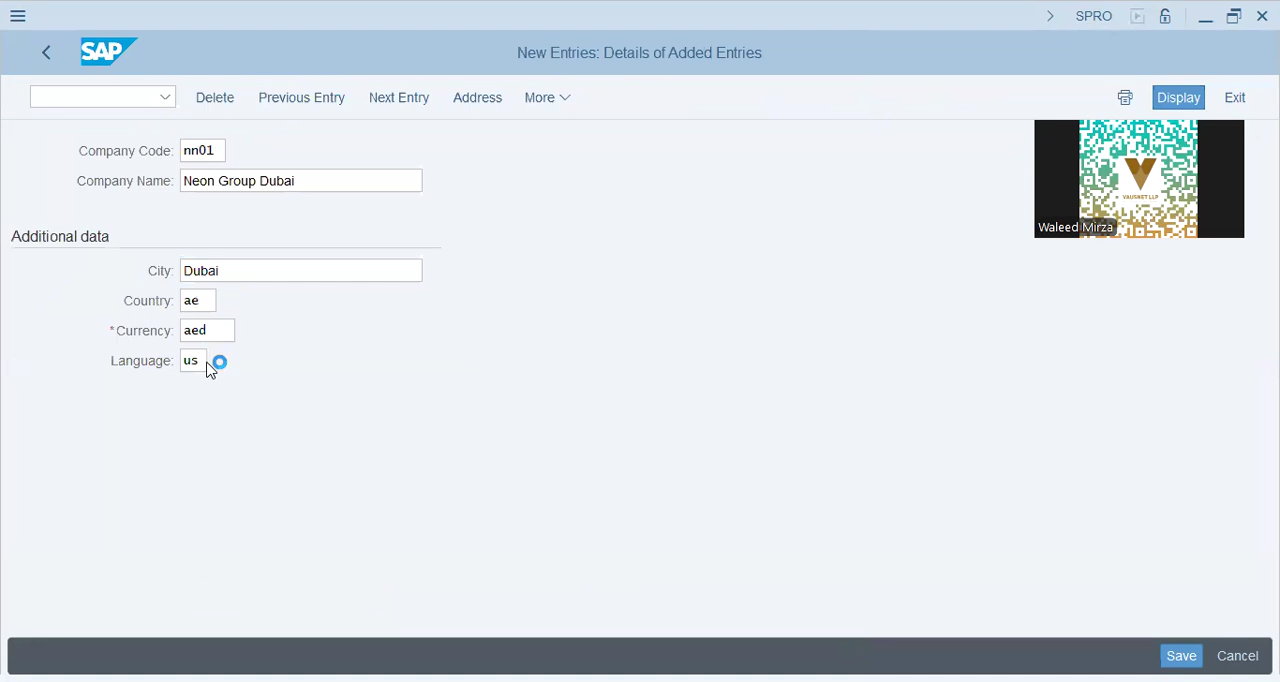 SPRO
SAP
New Entries: Details of Added Entries
Delete Previous Entry Next Entry Address More Display Exit
Company Code: nn01
Company Name: Neon Group Dubai
VAUSNET LLP
Waleed Mirza
Additional data
City: Dubai
Country: ae
*Currency: aed
Language: us
Save Cancel